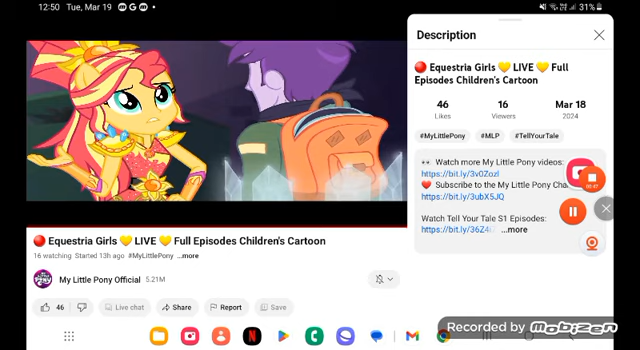 12:50 Tue, Mar 19
31%
Description
🔴 Equestria Girls 💛 LIVE 💛 Full
Episodes Children's Cartoon
46 16 Mar 18
Likes Viewers 2024
#MyLittlePony #MLP #TellYourTale
👀 Watch more My Little Pony videos:
https://bit.ly/3v0Zozl
❤️ Subscribe to the My Little Pony Cha
https://bit.ly/3ubX5JQ
Watch Tell Your Tale S1 Episodes:
https://bit.ly/36Z4i ...more
🔴 Equestria Girls 💛 LIVE 💛 Full Episodes Children's Cartoon
16 watching Started 13h ago #MyLittlePony ...more
My Little Pony Official 5.21M
46 Live chat Share Report Save
Recorded by Mobizen